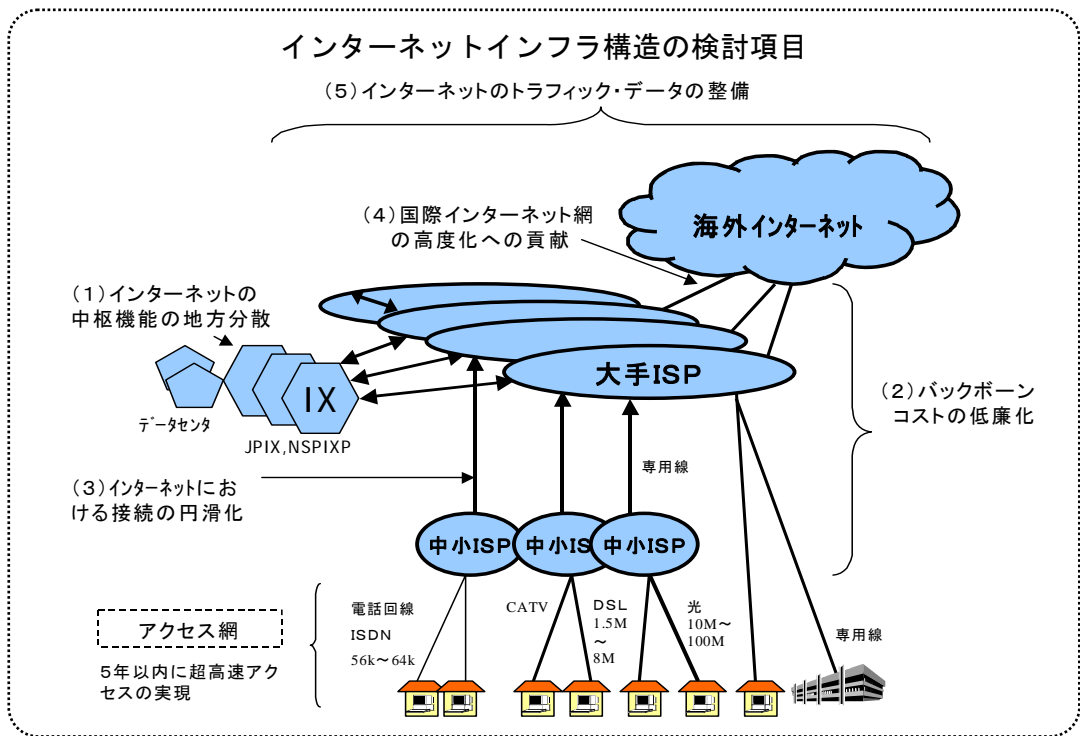 インターネットインフラ構造の検討項目
（５）インターネットのトラフィック・データの整備
海外インターネット
（４）国際インターネット網
の高度化への貢献
（１）インターネットの
中枢機能の地方分散
大手ISP
IX
データセンタ
JPIX,NSPIXP
（２）バックボーン
コストの低廉化
専用線
（３）インターネットにお
ける接続の円滑化
中小ISP
中小IS
中小ISP
アクセス網
５年以内に超高速アク
セスの実現
電話回線
ISDN
56k～64k
CATV
DSL
1.5M
～
8M
光
10M～
100M
専用線